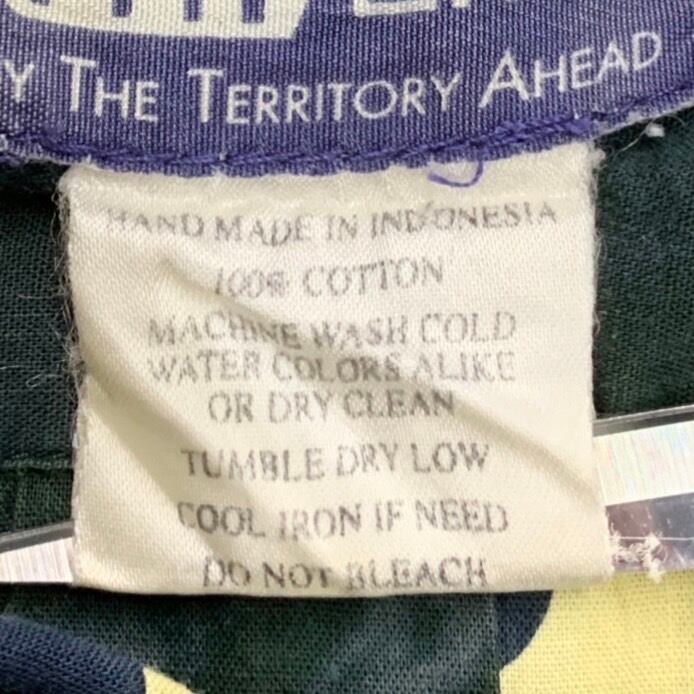 Y THE TERRITORY AHEAD
HAND MADE IN INDONESIA
100% COTTON
MACHINE WASH COLD
WATER COLORS ALIKE
OR DRY CLEAN
TUMBLE DRY LOW
COOL IRON IF NEED
DO NOT BLEACH